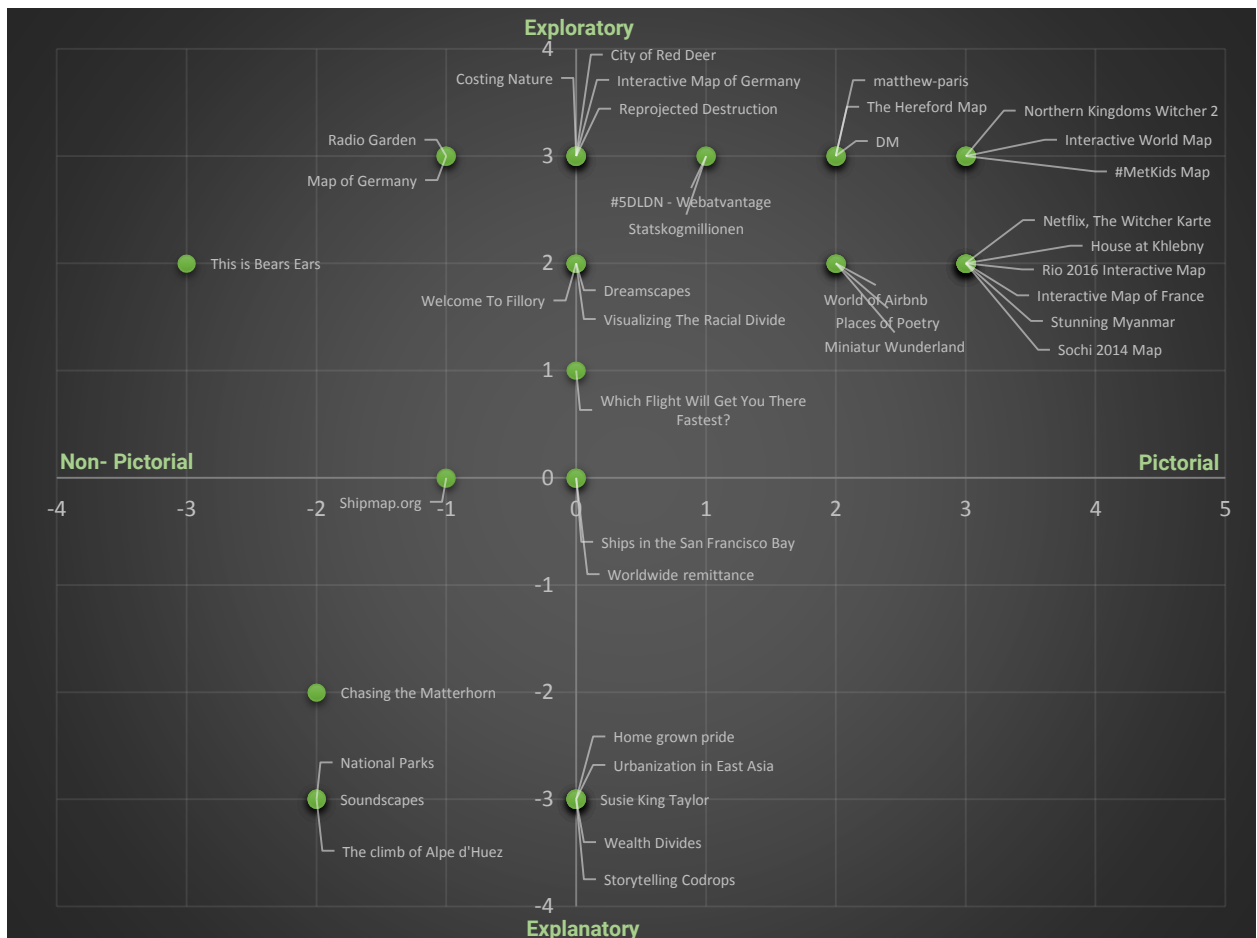 Exploratory
4
City of Red Deer
Costing Nature
Interactive Map of Germany
matthew-paris
Reprojected Destruction
The Hereford Map
Northern Kingdoms Witcher 2
Radio Garden
DM
Interactive World Map
3
#MetKids Map
Map of Germany
#5DLDN - Webatvantage
Statskogmillionen
Netflix, The Witcher Karte
House at Khlebny
This is Bears Ears
2
Rio 2016 Interactive Map
Dreamscapes
Interactive Map of France
Welcome To Fillory
World of Airbnb
Visualizing The Racial Divide
Places of Poetry
Stunning Myanmar
Miniatur Wunderland
Sochi 2014 Map
1
Which Flight Will Get You There
Fastest?
Non- Pictorial
Pictorial
0
Shipmap.org
-4 -3 -2 -1 0 1 2 3 4 5
Ships in the San Francisco Bay
Worldwide remittance
-1
Chasing the Matterhorn
-2
Home grown pride
National Parks
Urbanization in East Asia
Soundscapes
-3
Susie King Taylor
Wealth Divides
The climb of Alpe d'Huez
Storytelling Codrops
-4
Explanatory